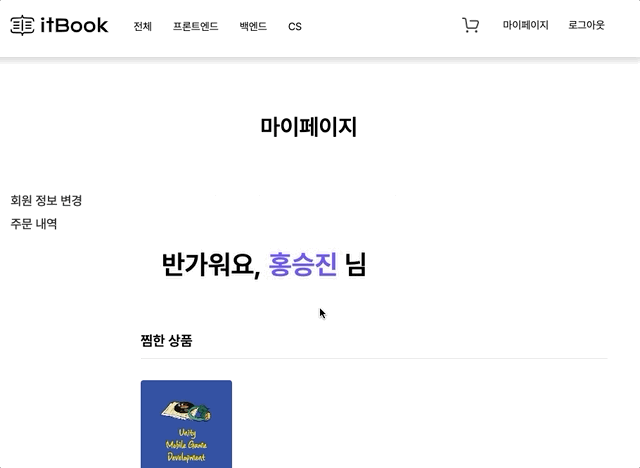 itBook 전체 프론트엔드 백엔드 CS 마이페이지 로그아웃
마이페이지
회원 정보 변경
주문 내역
반가워요, 홍승진 님
찜한 상품
Unity
Mobile Game
Development